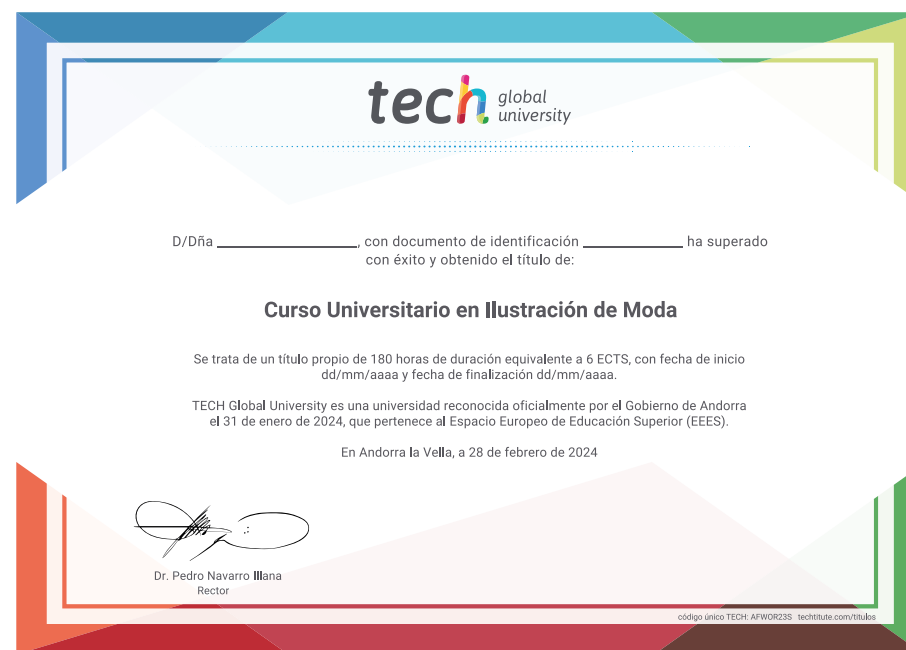 tech global university
D/Dña ____________________, con documento de identificación ______________ ha superado
con éxito y obtenido el título de:
Curso Universitario en Ilustración de Moda
Se trata de un título propio de 180 horas de duración equivalente a 6 ECTS, con fecha de inicio
dd/mm/aaaa y fecha de finalización dd/mm/aaaa.
TECH Global University es una universidad reconocida oficialmente por el Gobierno de Andorra
el 31 de enero de 2024, que pertenece al Espacio Europeo de Educación Superior (EEES).
En Andorra la Vella, a 28 de febrero de 2024
Dr. Pedro Navarro Illana
Rector
código único TECH: AFWOR23S techtitute.com/titulos